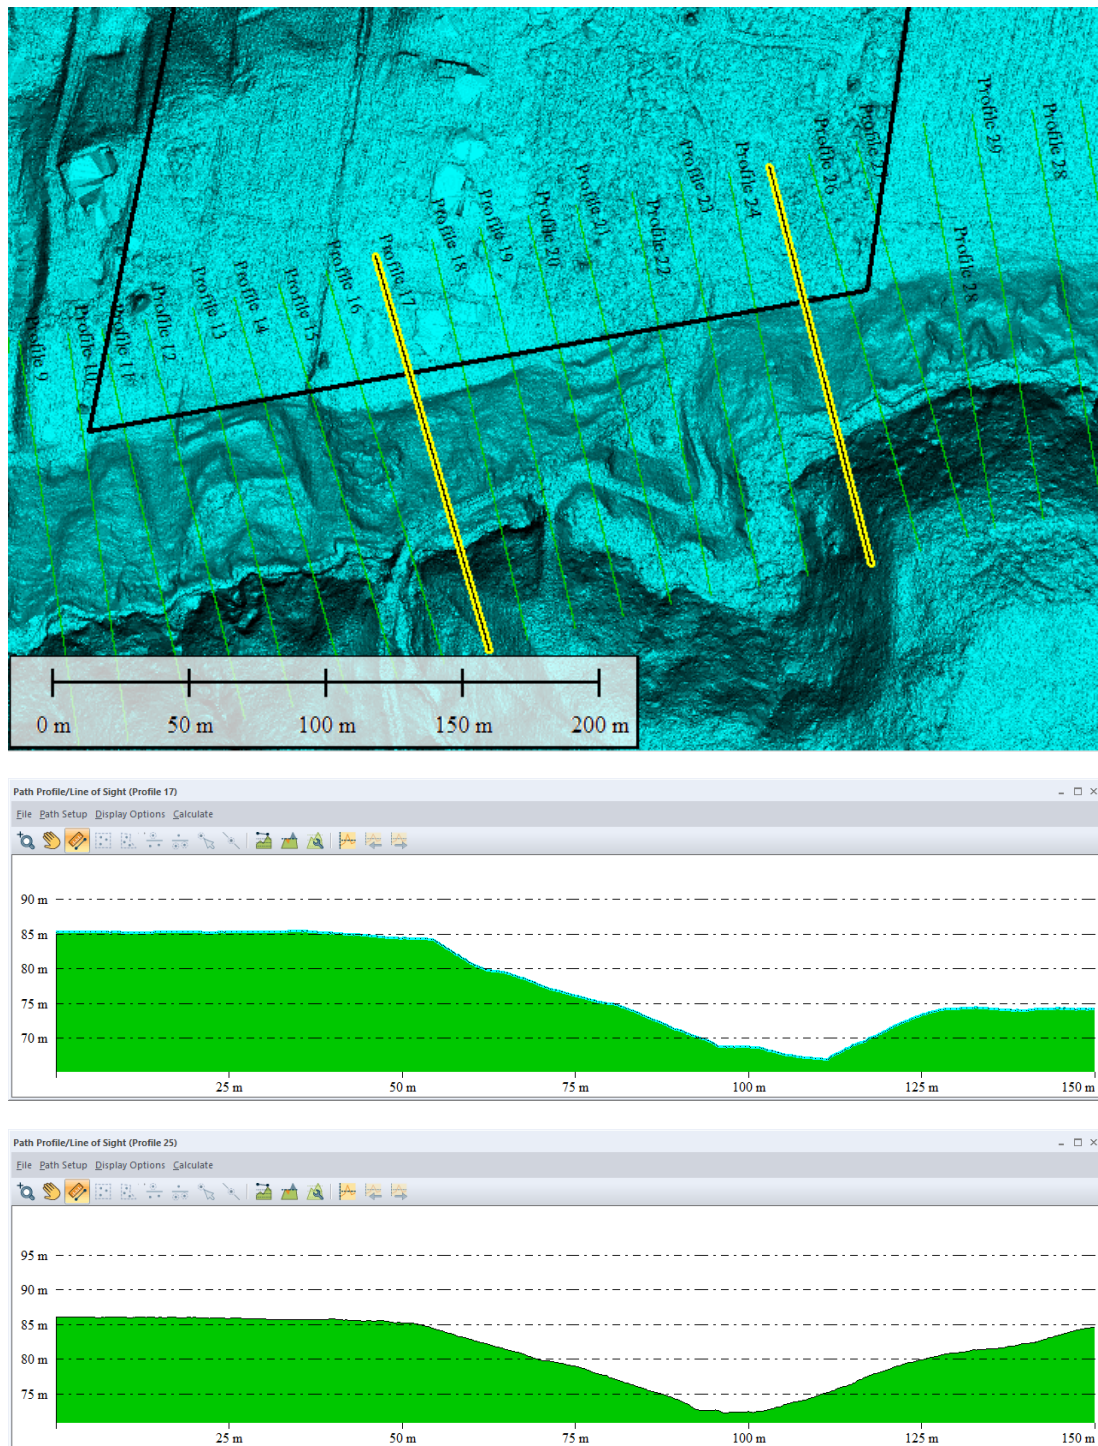 Profile 9
Profile 10
Profile 11
Profile 12
Profile 13
Profile 14
Profile 15
Profile 16
Profile 17
Profile 18
Profile 19
Profile 20
Profile 21
Profile 22
Profile 23
Profile 24
Profile 26
Profile 27
Profile 28
Profile 29
Profile 28
0 m 50 m 100 m 150 m 200 m
Path Profile/Line of Sight (Profile 17)
File Path Setup Display Options Calculate
90 m
85 m
80 m
75 m
70 m
25 m 50 m 75 m 100 m 125 m 150 m
Path Profile/Line of Sight (Profile 25)
File Path Setup Display Options Calculate
95 m
90 m
85 m
80 m
75 m
25 m 50 m 75 m 100 m 125 m 150 m